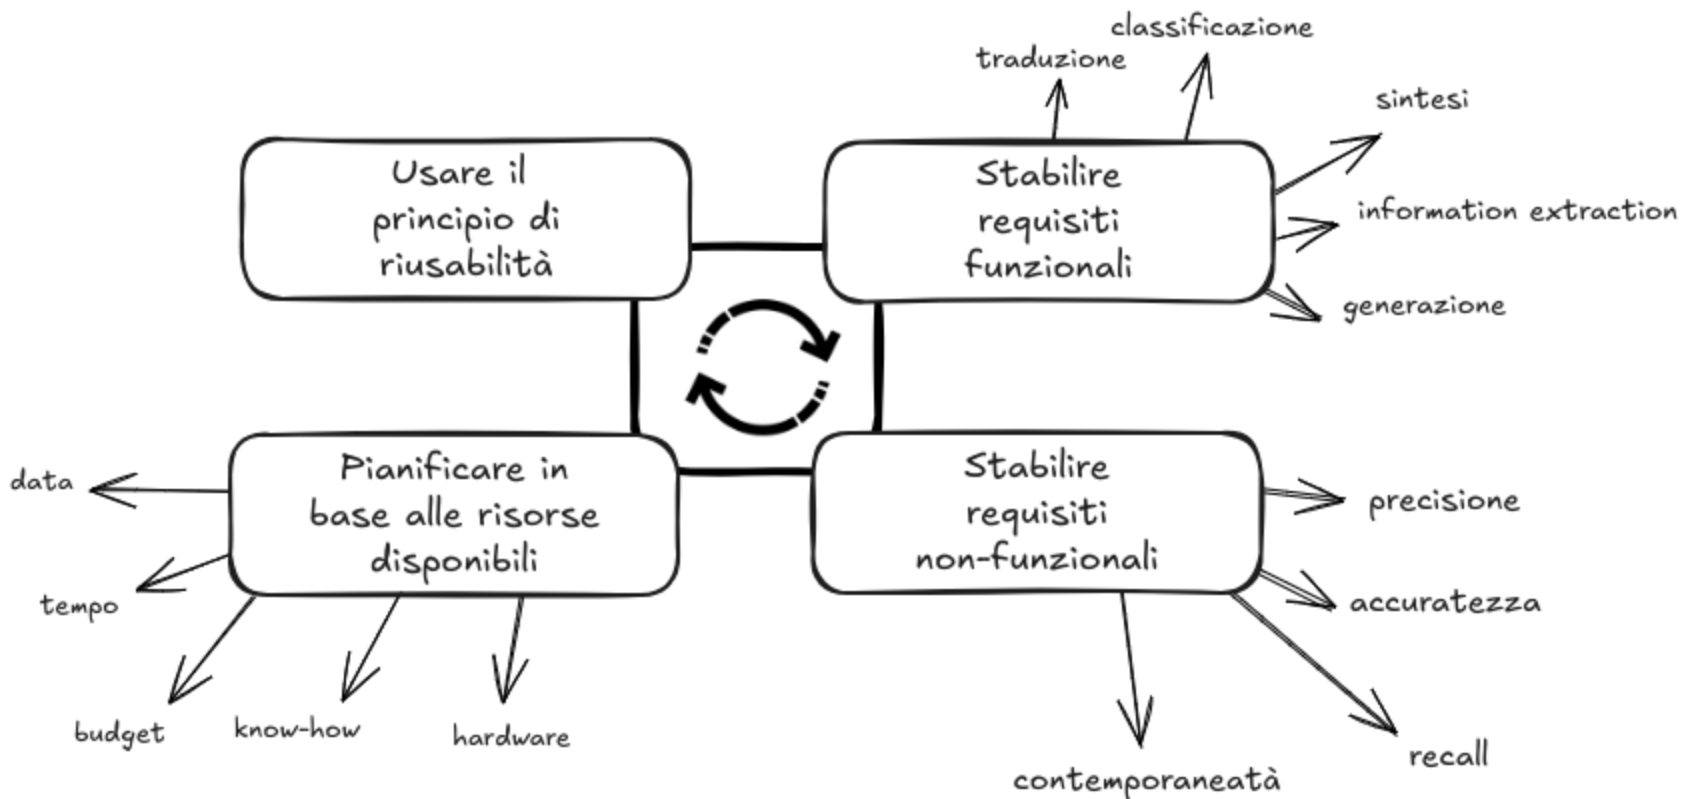 classificazione
traduzione
sintesi
Usare il
principio di
riusabilità
Stabilire
requisiti
funzionali
information extraction
generazione
Pianificare in
base alle risorse
disponibili
Stabilire
requisiti
non-funzionali
data
tempo
budget
know-how
hardware
precisione
accuratezza
recall
contemporaneatà